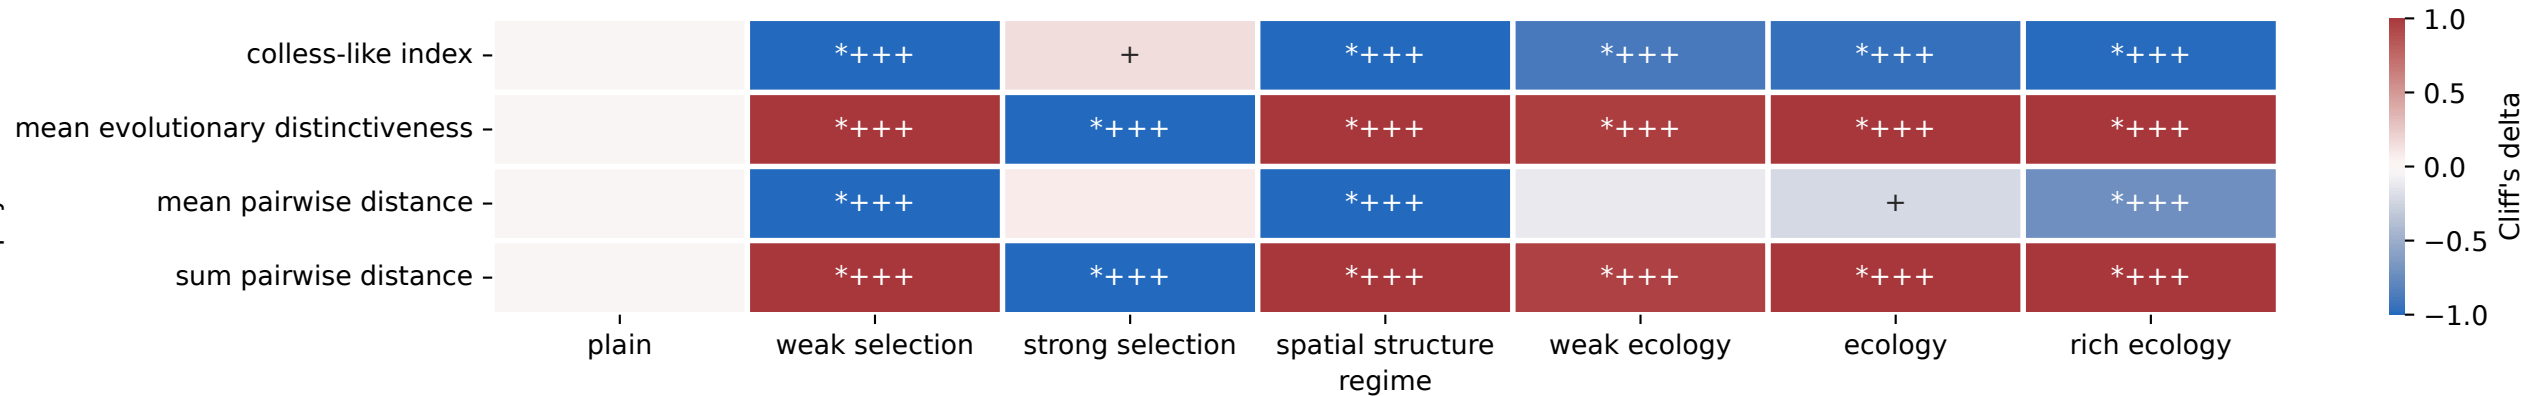 colless-like index
*+++
+
*+++
*+++
*+++
*+++
mean evolutionary distinctiveness
*+++
*+++
*+++
*+++
*+++
*+++
mean pairwise distance
*+++
*+++
+
*+++
sum pairwise distance
*+++
*+++
*+++
*+++
*+++
*+++
plain
weak selection
strong selection
spatial structure
weak ecology
ecology
rich ecology
regime
1.0
0.5
0.0
−0.5
−1.0
Cliff's delta